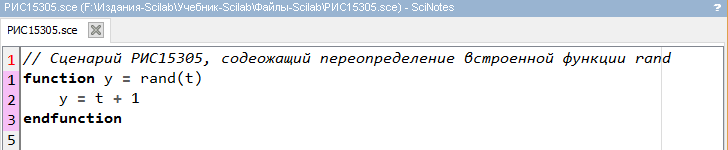 РИС15305.sce (F:\Издания-Scilab\Учебник-Scilab\Файлы-Scilab\РИС15305.sce) - SciNotes ?
РИС15305.sce
1 // Сценарий РИС15305, содеожащий переопределение встроенной функции rand
1 function y = rand(t)
2 y = t + 1
3 endfunction
5